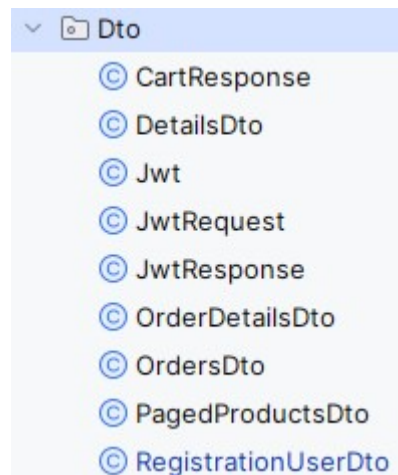 Dto
CartResponse
DetailsDto
Jwt
JwtRequest
JwtResponse
OrderDetailsDto
OrdersDto
PagedProductsDto
RegistrationUserDto